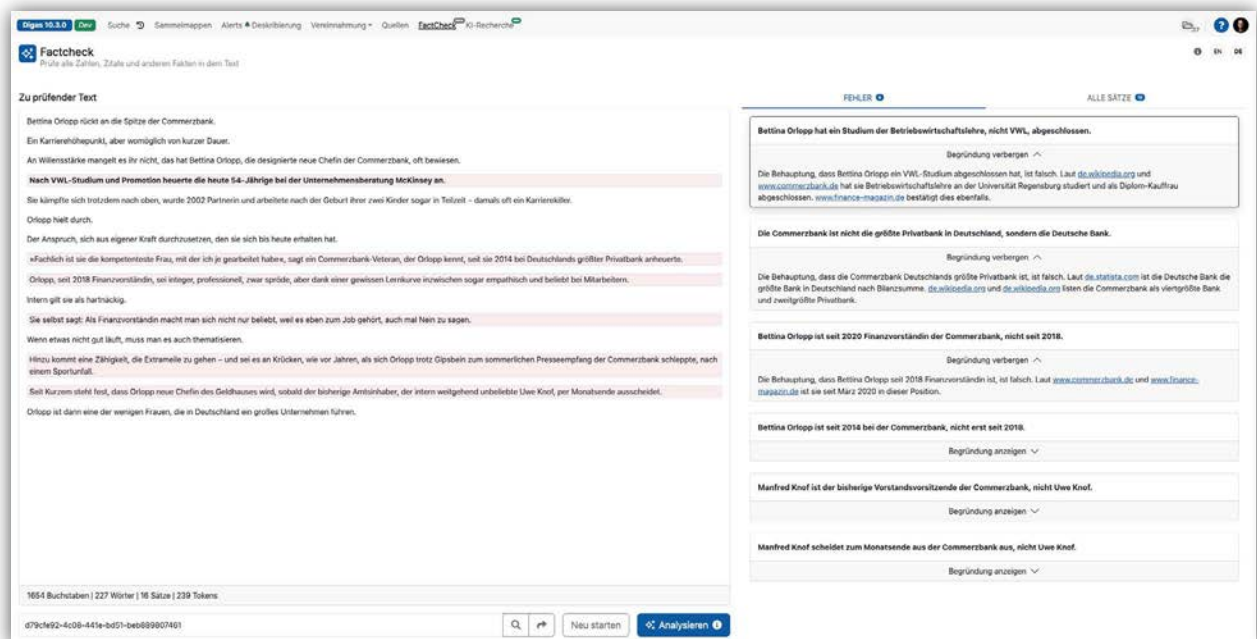 Digas 10.3.0 Dev Suche Sammelmappen Alerts Deskribierung Vereinnahmung Quellen FactCheck KI-Recherche
Factcheck
Prüfe alle Zahlen, Zitate und anderen Fakten in dem Text
EN DE
Zu prüfender Text
Bettina Orlopp rückt an die Spitze der Commerzbank.
Ein Karrierehöhepunkt, aber womöglich von kurzer Dauer.
An Willensstärke mangelt es ihr nicht, das hat Bettina Orlopp, die designierte neue Chefin der Commerzbank, oft bewiesen.
Nach VWL-Studium und Promotion heuerte die heute 54-Jährige bei der Unternehmensberatung McKinsey an.
Sie kämpfte sich trotzdem nach oben, wurde 2002 Partnerin und arbeitete nach der Geburt ihrer zwei Kinder sogar in Teilzeit – damals oft ein Karrierekiller.
Orlopp hielt durch.
Der Anspruch, sich aus eigener Kraft durchzusetzen, den sie sich bis heute erhalten hat.
»Fachlich ist sie die kompetenteste Frau, mit der ich je gearbeitet habe«, sagt ein Commerzbank-Veteran, der Orlopp kennt, seit sie 2014 bei Deutschlands größter Privatbank anheuerte.
Orlopp, seit 2018 Finanzvorständin, sei integer, professionell, zwar spröde, aber dank einer gewissen Lernkurve inzwischen sogar empathisch und beliebt bei Mitarbeitern.
Intern gilt sie als hartnäckig.
Sie selbst sagt: Als Finanzvorständin macht man sich nicht nur beliebt, weil es eben zum Job gehört, auch mal Nein zu sagen.
Wenn etwas nicht gut läuft, muss man es auch thematisieren.
Hinzu kommt eine Zähigkeit, die Extrameile zu gehen – und sei es an Krücken, wie vor Jahren, als sich Orlopp trotz Gipsbein zum sommerlichen Presseempfang der Commerzbank schleppte, nach
einem Sportunfall.
Seit Kurzem steht fest, dass Orlopp neue Chefin des Geldhauses wird, sobald der bisherige Amtsinhaber, der intern weitgehend unbeliebte Uwe Knof, per Monatsende ausscheidet.
Orlopp ist dann eine der wenigen Frauen, die in Deutschland ein großes Unternehmen führen.
1654 Buchstaben | 227 Wörter | 16 Sätze | 239 Tokens
d79cfe92-4c08-441e-bd51-beb689807461
Neu starten
Analysieren
FEHLER
ALLE SÄTZE
Bettina Orlopp hat ein Studium der Betriebswirtschaftslehre, nicht VWL, abgeschlossen.
Begründung verbergen
Die Behauptung, dass Bettina Orlopp ein VWL-Studium abgeschlossen hat, ist falsch. Laut de.wikipedia.org und
www.commerzbank.de hat sie Betriebswirtschaftslehre an der Universität Regensburg studiert und als Diplom-Kauffrau
abgeschlossen. www.finance-magazin.de bestätigt dies ebenfalls.
Die Commerzbank ist nicht die größte Privatbank in Deutschland, sondern die Deutsche Bank.
Begründung verbergen
Die Behauptung, dass die Commerzbank Deutschlands größte Privatbank ist, ist falsch. Laut de.statista.com ist die Deutsche Bank die
größte Bank in Deutschland nach Bilanzsumme. de.wikipedia.org und de.wikipedia.org listen die Commerzbank als viertgrößte Bank
und zweitgrößte Privatbank.
Bettina Orlopp ist seit 2020 Finanzvorständin der Commerzbank, nicht seit 2018.
Begründung verbergen
Die Behauptung, dass Bettina Orlopp seit 2018 Finanzvorständin ist, ist falsch. Laut www.commerzbank.de und www.finance-
magazin.de ist sie seit März 2020 in dieser Position.
Bettina Orlopp ist seit 2014 bei der Commerzbank, nicht erst seit 2018.
Begründung anzeigen
Manfred Knof ist der bisherige Vorstandsvorsitzende der Commerzbank, nicht Uwe Knof.
Begründung anzeigen
Manfred Knof scheidet zum Monatsende aus der Commerzbank aus, nicht Uwe Knof.
Begründung anzeigen